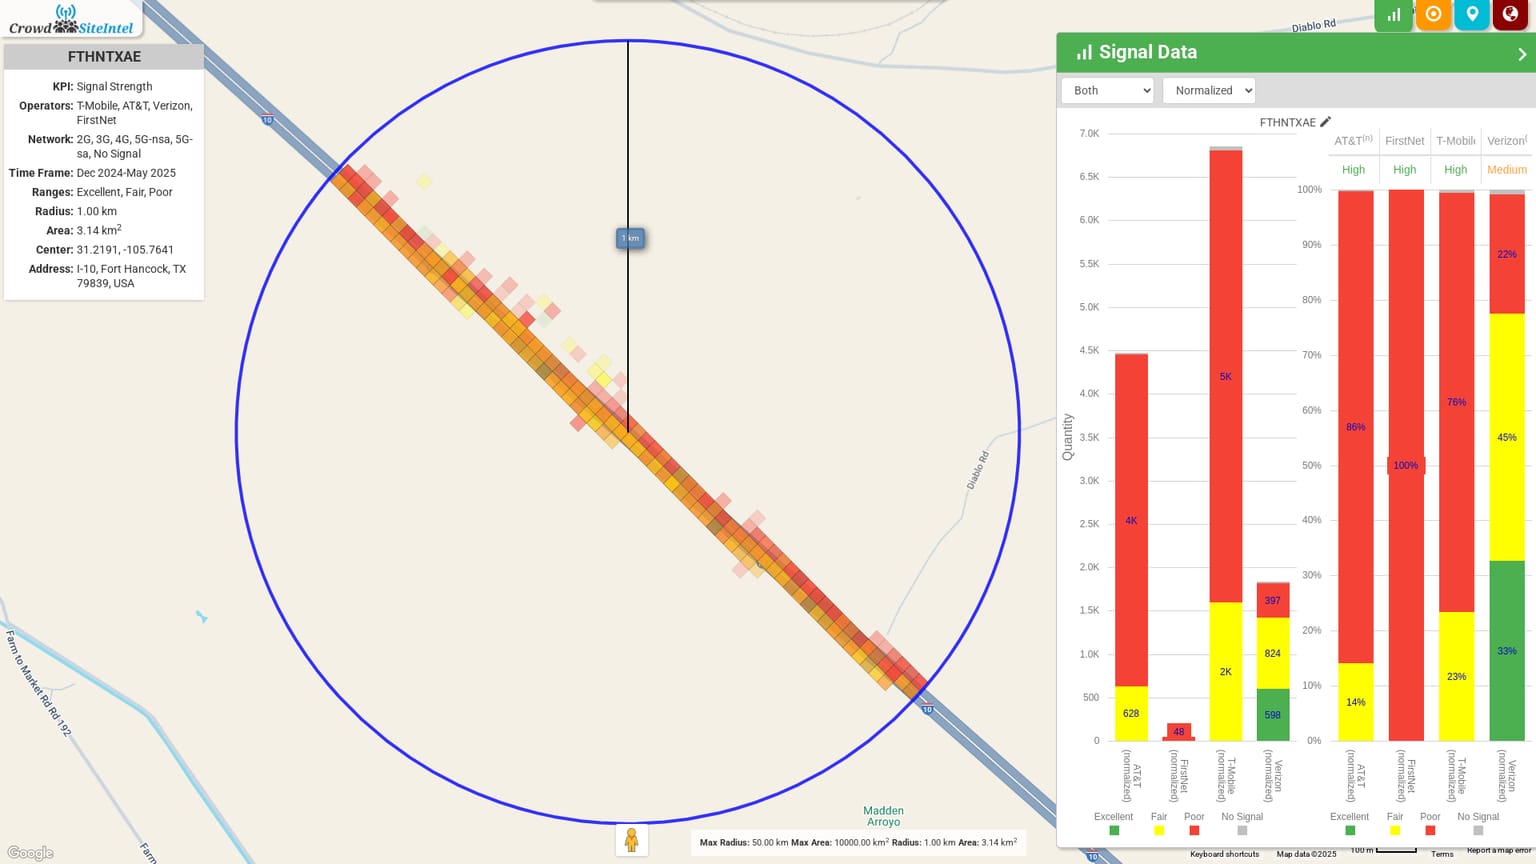 Crowd SiteIntel
FTHNTXAE
KPI: Signal Strength
Operators: T-Mobile, AT&T, Verizon,
FirstNet
Network: 2G, 3G, 4G, 5G-nsa, 5G-
sa, No Signal
Time Frame: Dec 2024-May 2025
Ranges: Excellent, Fair, Poor
Radius: 1.00 km
Area: 3.14 km²
Center: 31.2191, -105.7641
Address: I-10, Fort Hancock, TX
79839, USA
10
1 km
Diablo Rd
Diablo Rd
10
Madden
Arroyo
10
Farm to Market Rd Rd 192
Farm
Google
Max Radius: 50.00 km Max Area: 10000.00 km² Radius: 1.00 km Area: 3.14 km²
Keyboard shortcuts
Map data ©2025
100 m
Terms
Report a map error
Signal Data
Both
Normalized
FTHNTXAE
Quantity
7.0K
6.5K
6.0K
5.5K
5.0K
4.5K
4.0K
3.5K
3.0K
2.5K
2.0K
1.5K
1.0K
500
0
4K
628
48
5K
2K
397
824
598
AT&T (normalized)
FirstNet (normalized)
T-Mobile (normalized)
Verizon (normalized)
Excellent Fair Poor No Signal
AT&T(n) FirstNet T-Mobile Verizon(
High High High Medium
100%
90%
80%
70%
60%
50%
40%
30%
20%
10%
0%
86%
14%
100%
76%
23%
22%
45%
33%
AT&T (normalized)
FirstNet (normalized)
T-Mobile (normalized)
Verizon (normalized)
Excellent Fair Poor No Signal